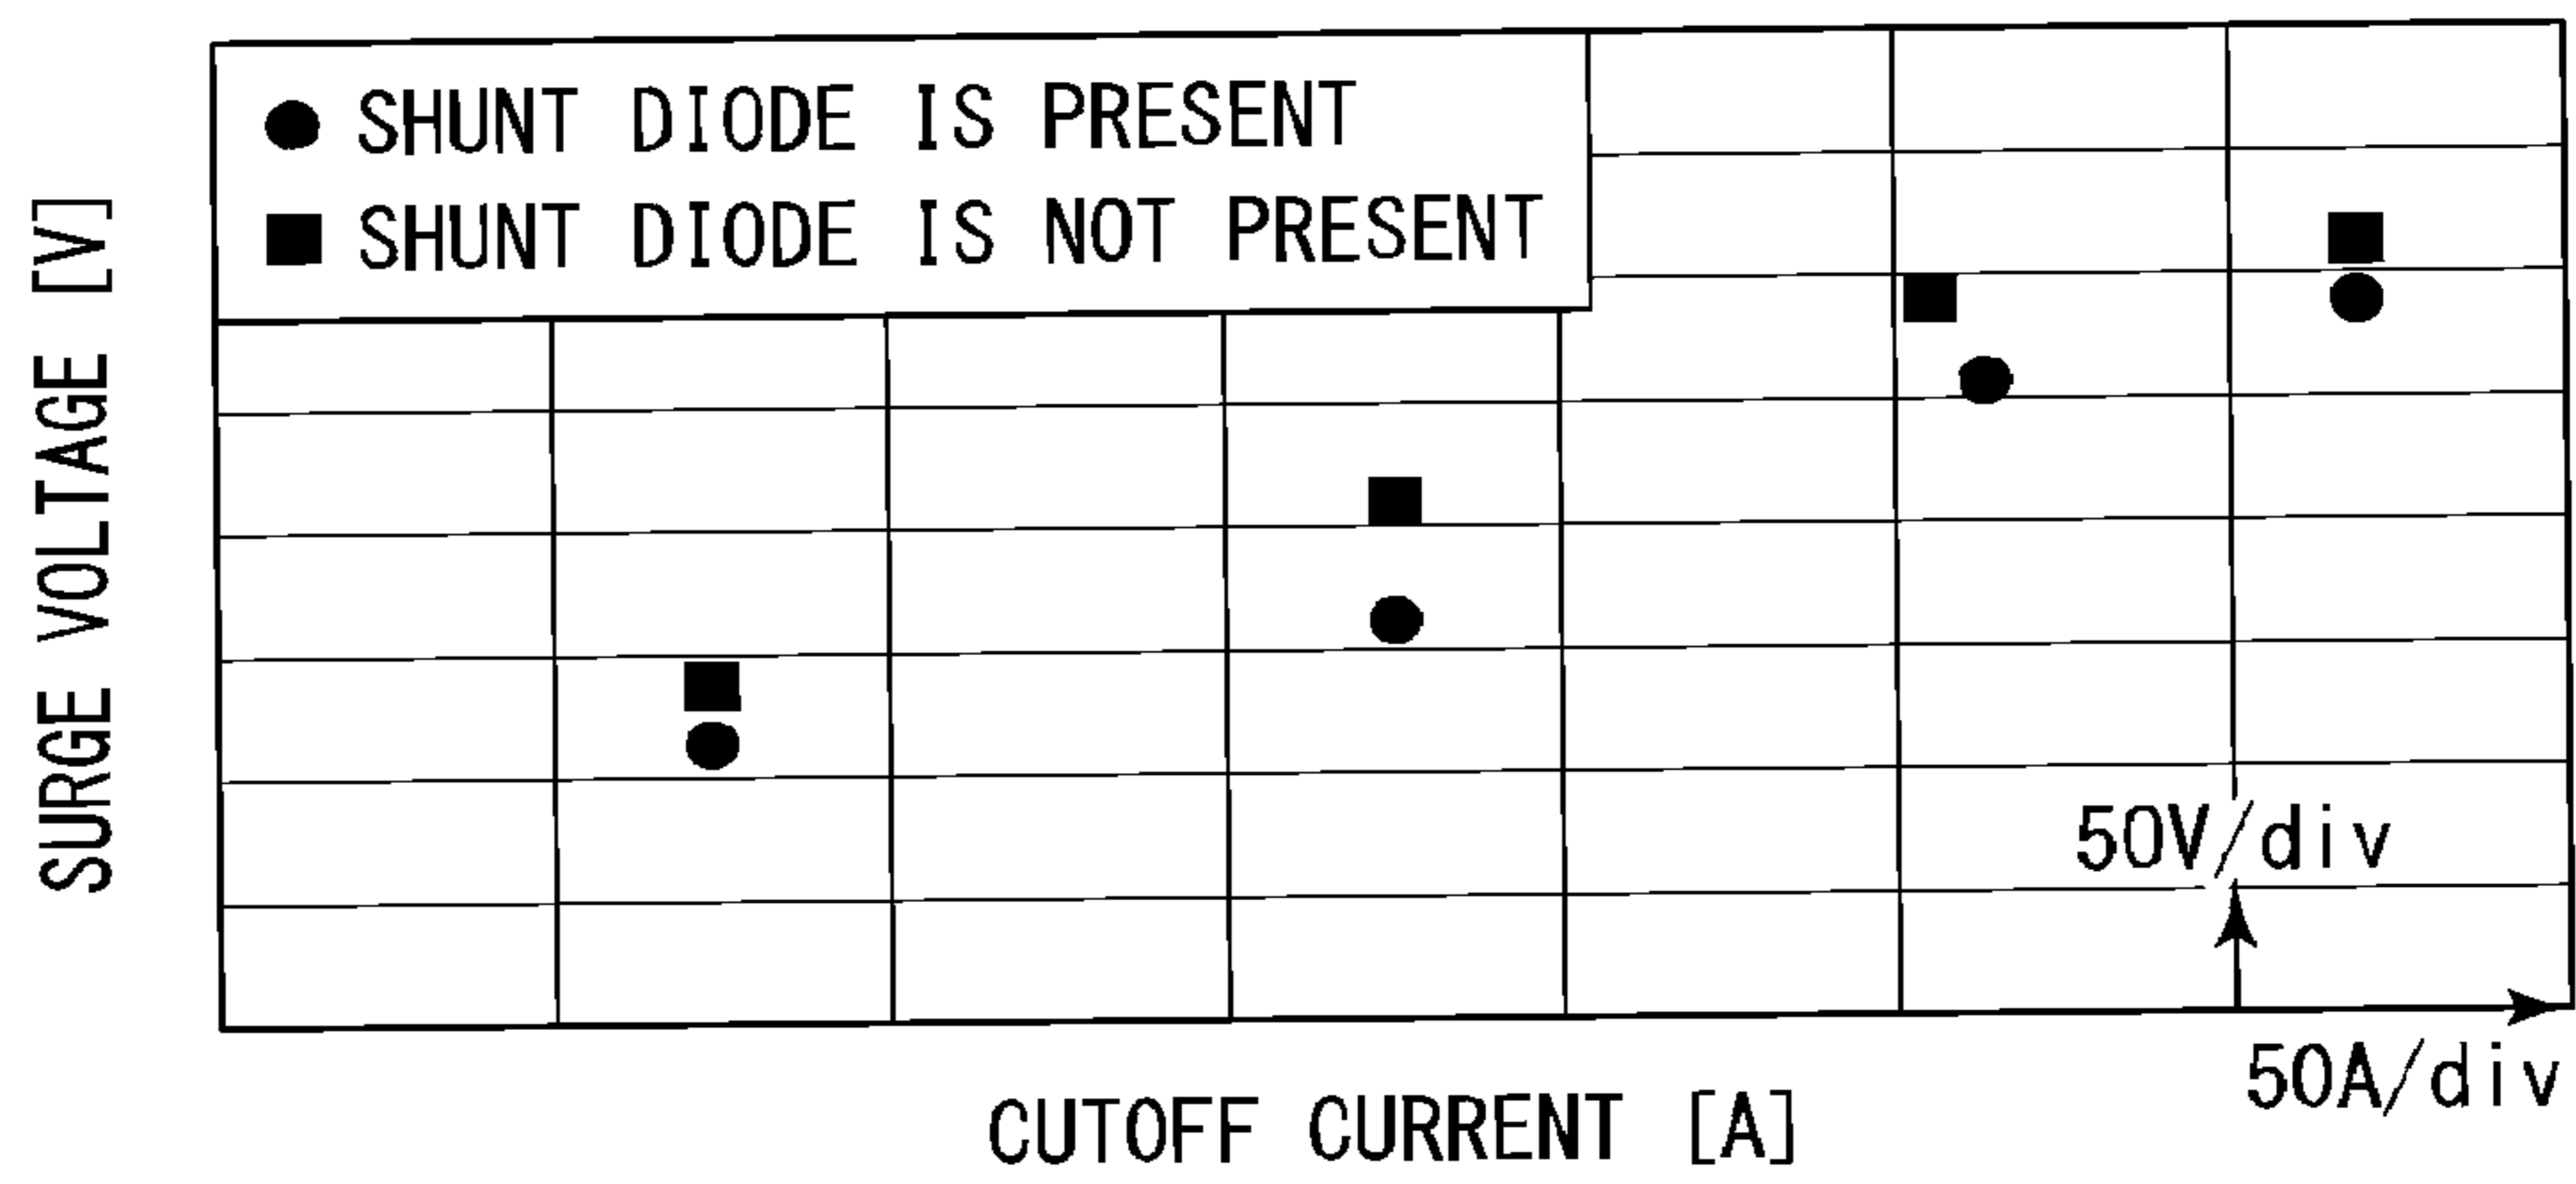 SHUNT DIODE IS PRESENT
SHUNT DIODE IS NOT PRESENT
SURGE VOLTAGE [V]
50V/div
50A/div
CUTOFF CURRENT [A]